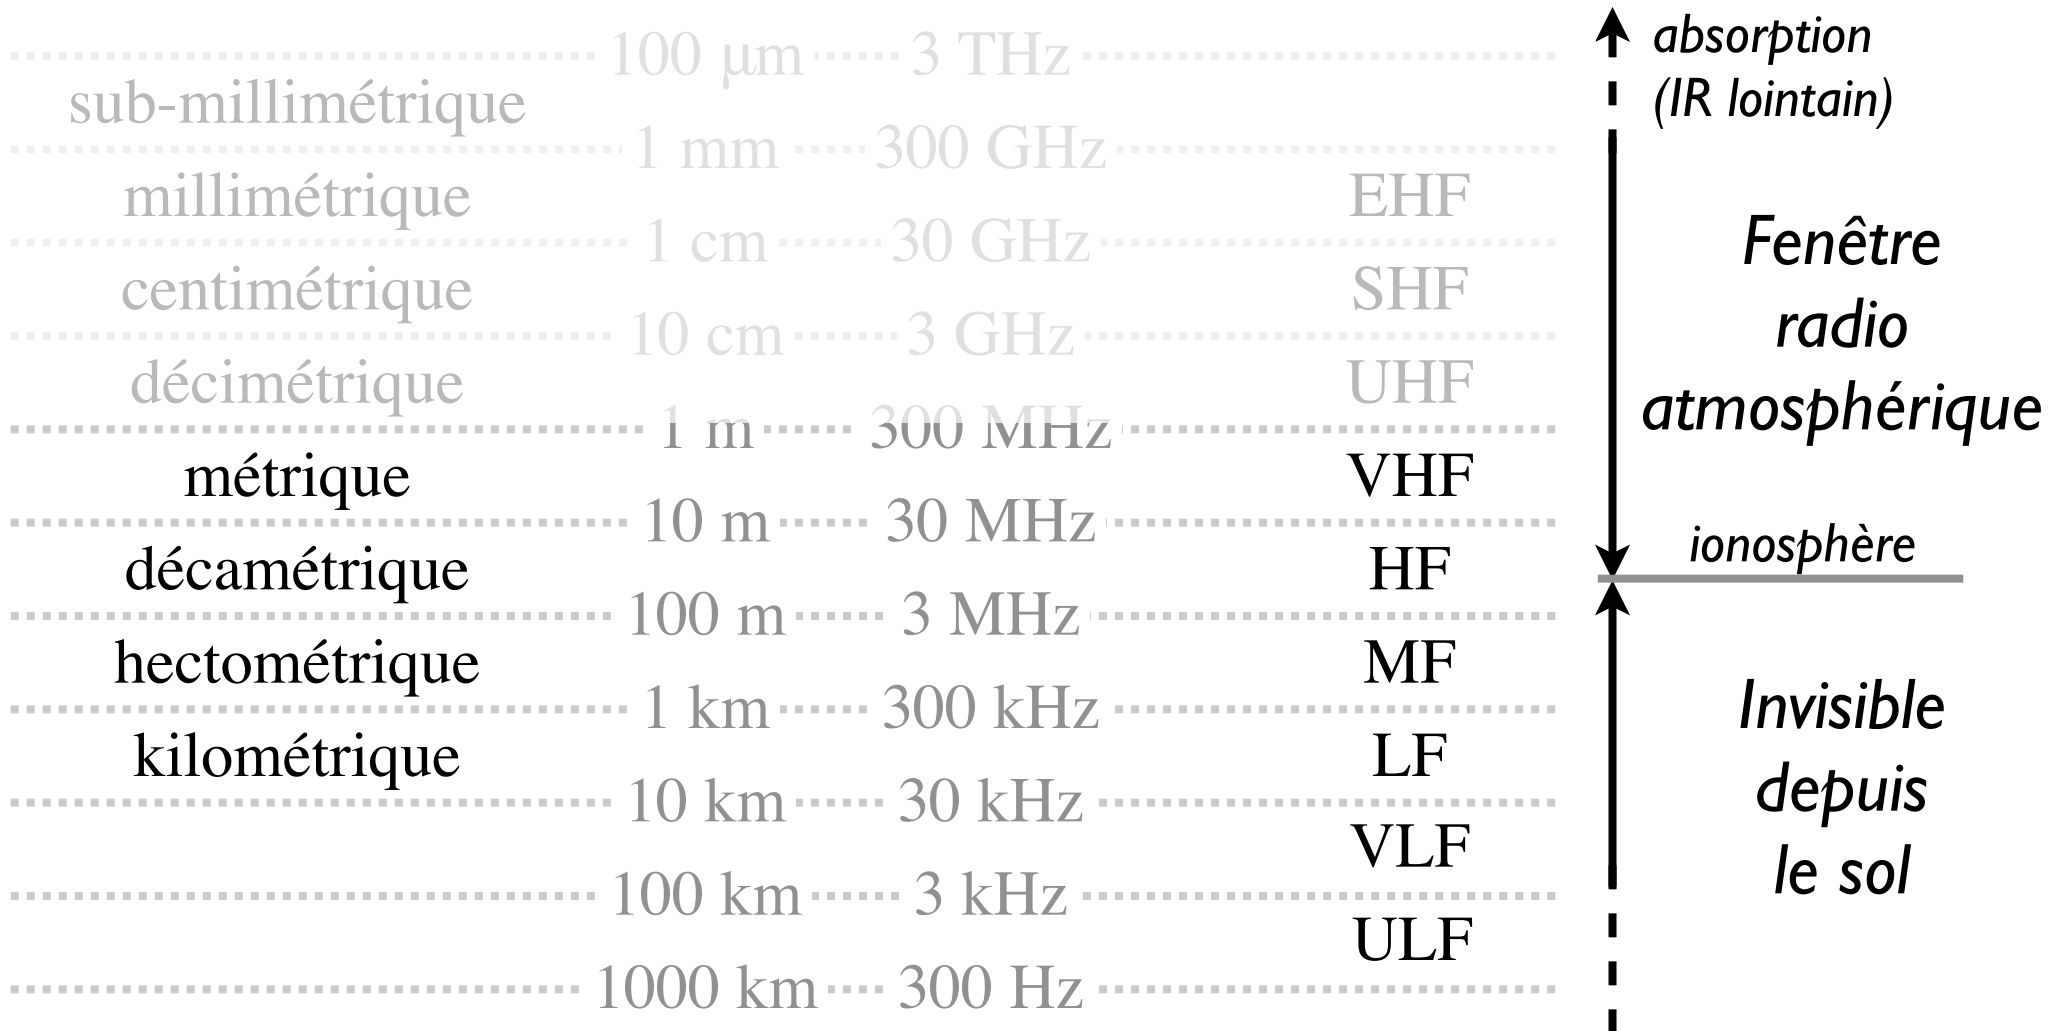 absorption
100 µm 3 THz
sub-millimétrique
(IR lointain)
1 mm 300 GHz
millimétrique EHF
1 cm 30 GHz
Fenêtre
centimétrique SHF
10 cm 3 GHz
radio
décimétrique UHF
atmosphérique
1 m 300 MHz
métrique VHF
10 m 30 MHz
ionosphère
décamétrique HF
100 m 3 MHz
hectométrique MF
1 km 300 kHz
Invisible
kilométrique LF
10 km 30 kHz
depuis
VLF
le sol
100 km 3 kHz
ULF
1000 km 300 Hz